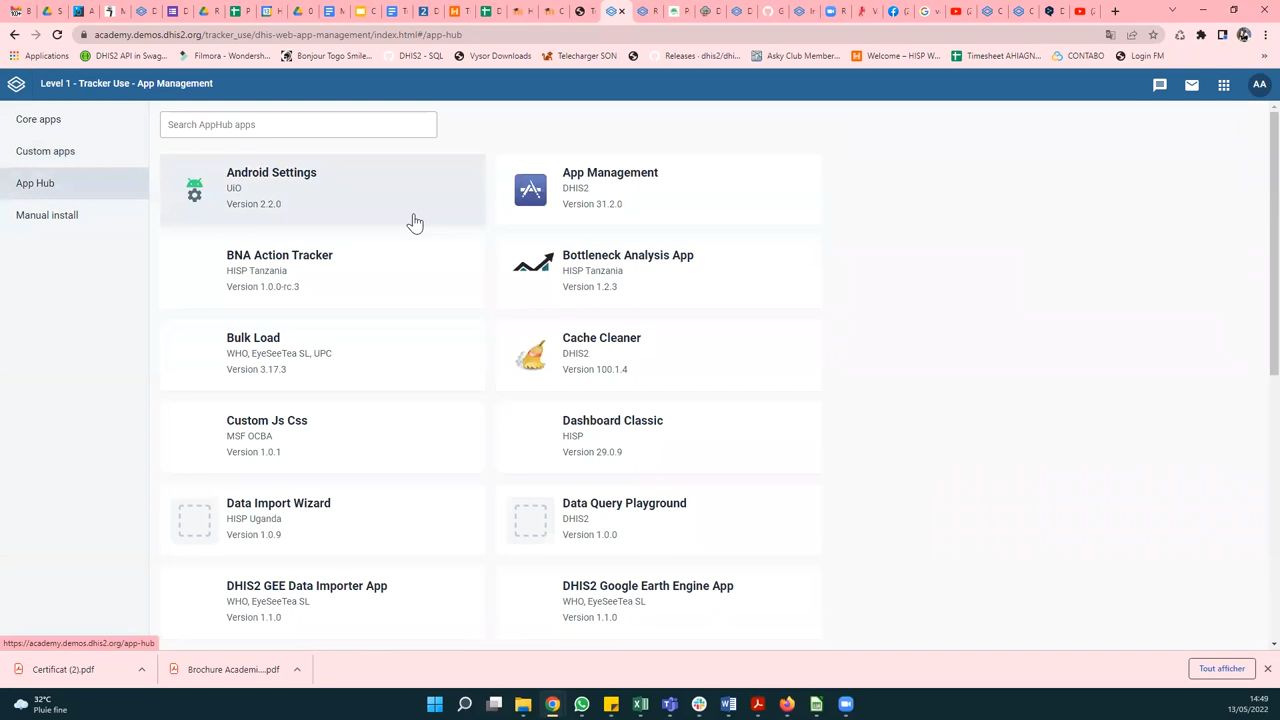 academy.demos.dhis2.org/tracker_use/dhis-web-app-management/index.html#/app-hub
Applications
DHIS2 API in Swag...
Filmora - Wondersh...
Bonjour Togo Smile...
DHIS2 - SQL
Vysor Downloads
Telecharger SON
Releases · dhis2/dhi...
Asky Club Member...
Welcome – HISP W...
Timesheet AHIAGN...
CONTABO
Login FM
Level 1 - Tracker Use - App Management
AA
Core apps
Custom apps
App Hub
Manual install
Search AppHub apps
Android Settings
UiO
Version 2.2.0
App Management
DHIS2
Version 31.2.0
BNA Action Tracker
HISP Tanzania
Version 1.0.0-rc.3
Bottleneck Analysis App
HISP Tanzania
Version 1.2.3
Bulk Load
WHO, EyeSeeTea SL, UPC
Version 3.17.3
Cache Cleaner
DHIS2
Version 100.1.4
Custom Js Css
MSF OCBA
Version 1.0.1
Dashboard Classic
HISP
Version 29.0.9
Data Import Wizard
HISP Uganda
Version 1.0.9
Data Query Playground
DHIS2
Version 1.0.0
DHIS2 GEE Data Importer App
WHO, EyeSeeTea SL
Version 1.1.0
DHIS2 Google Earth Engine App
WHO, EyeSeeTea SL
Version 1.1.0
https://academy.demos.dhis2.org/app-hub
Certificat (2).pdf
Brochure Academi....pdf
Tout afficher
32°C
Pluie fine
14:49
13/05/2022